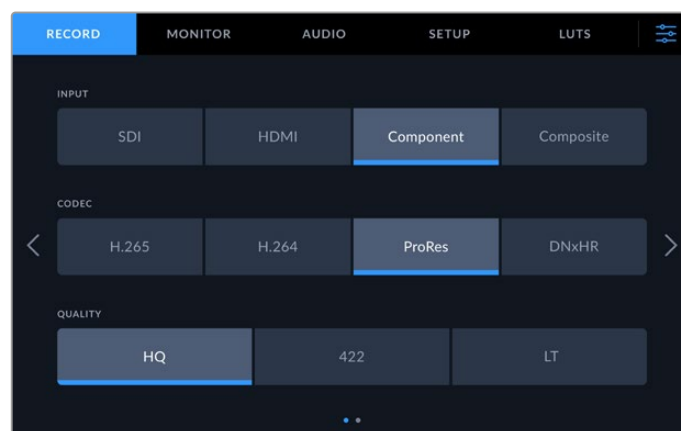 RECORD MONITOR AUDIO SETUP LUTS
INPUT
SDI HDMI Component Composite
CODEC
H.265 H.264 ProRes DNxHR
QUALITY
HQ 422 LT